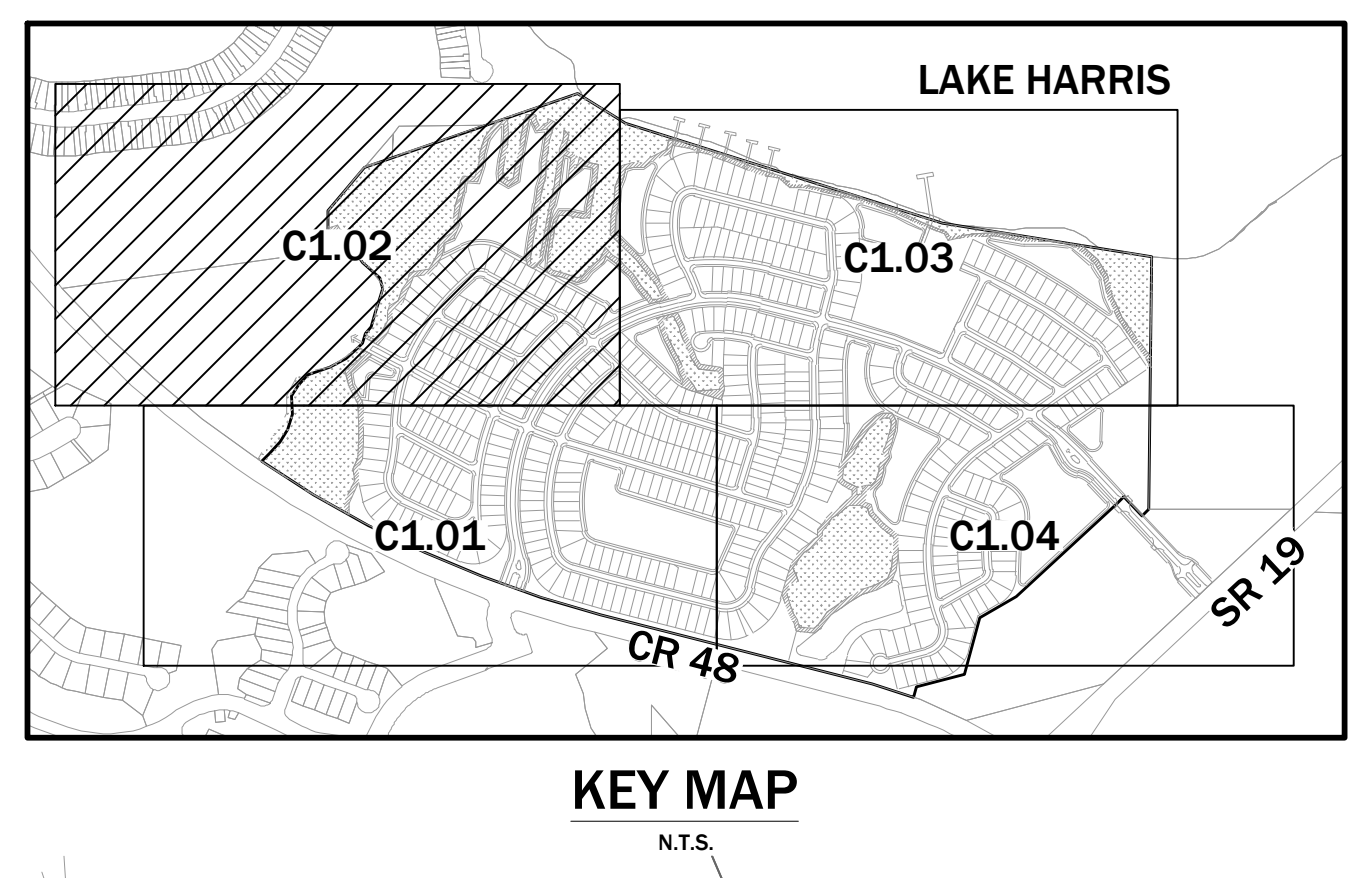 LAKE HARRIS
C1.02
C1.03
C1.01
C1.04
SR 19
CR 48
KEY MAP
N.T.S.